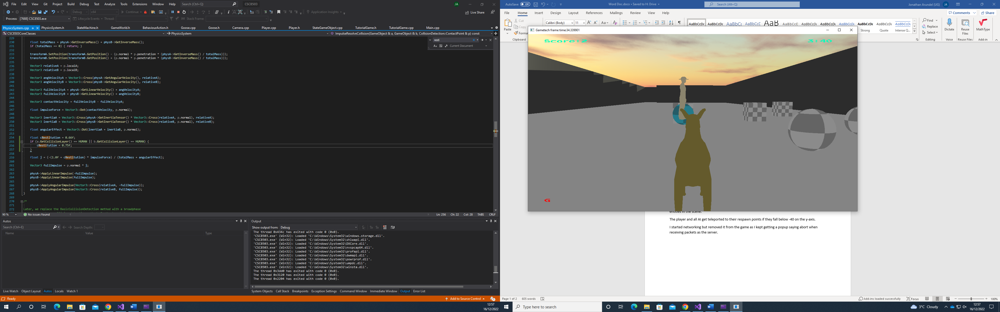 File Edit View Git Project Build Debug Test Analyze Tools Extensions Window Help Search (Ctrl+Q) CSC8503 JA
Debug x64 Continue Application Insights Live Share
Process: [7688] CSC8503.exe Lifecycle Events Thread: Stack Frame:
PhysicsSystem.cpp PhysicsSystem.h StateMachine.h GameWorld.h BehaviourAction.h Goose.cpp Goose.h Camera.cpp Player.cpp Player.h StateGameObject.cpp TutorialGame.h TutorialGame.cpp Main.cpp
CSC8503CoreClasses PhysicsSystem ImpulseResolveCollision(GameObject & a, GameObject & b, CollisionDetection::ContactPoint & p) const
resti
Aa Current Document
229
230 float totalMass = physA->GetInverseMass() + physB->GetInverseMass();
231 if (totalMass == 0) { return; }
232
233 transformA.SetPosition(transformA.GetPosition() - (p.normal * p.penetration * (physA->GetInverseMass() / totalMass)));
234 transformB.SetPosition(transformB.GetPosition() + (p.normal * p.penetration * (physB->GetInverseMass() / totalMass)));
235
236 Vector3 relativeA = p.localA;
237 Vector3 relativeB = p.localB;
238
239 Vector3 angVelocityA = Vector3::Cross(physA->GetAngularVelocity(), relativeA);
240 Vector3 angVelocityB = Vector3::Cross(physB->GetAngularVelocity(), relativeB);
241
242 Vector3 fullVelocityA = physA->GetLinearVelocity() + angVelocityA;
243 Vector3 fullVelocityB = physB->GetLinearVelocity() + angVelocityB;
244
245 Vector3 contactVelocity = fullVelocityB - fullVelocityA;
246
247 float impulseForce = Vector3::Dot(contactVelocity, p.normal);
248
249 Vector3 inertiaA = Vector3::Cross(physA->GetInertiaTensor() * Vector3::Cross(relativeA, p.normal), relativeA);
250 Vector3 inertiaB = Vector3::Cross(physB->GetInertiaTensor() * Vector3::Cross(relativeB, p.normal), relativeB);
251
252 float angularEffect = Vector3::Dot(inertiaA + inertiaB, p.normal);
253
254 float cRestitution = 0.66f;
255 if (a.GetCollisionLayer() == HUMAN || b.GetCollisionLayer() == HUMAN) {
256 cRestitution = 0.75f;
257 }
258
259 float j = (-(1.0f + cRestitution) * impulseForce) / (totalMass + angularEffect);
260
261 Vector3 fullImpulse = p.normal * j;
262
263 physA->ApplyLinearImpulse(-fullImpulse);
264 physB->ApplyLinearImpulse(fullImpulse);
265
266 physA->ApplyAngularImpulse(Vector3::Cross(relativeA, -fullImpulse));
267 physB->ApplyAngularImpulse(Vector3::Cross(relativeB, fullImpulse));
268 }
269
270 /*
271
272 Later, we replace the BasicCollisionDetection method with a broadphase
90 % No issues found Ln: 256 Ch: 22 Col: 28 TABS CRLF
Autos
Search (Ctrl+E) Search Depth:
Name Value Type
Live Watch Object Layout Autos Locals Watch 1
Output
Show output from: Debug
The thread 0x434c has exited with code 0 (0x0).
'CSC8503.exe' (Win32): Loaded 'C:\Windows\System32\windows.storage.dll'.
'CSC8503.exe' (Win32): Loaded 'C:\Windows\System32\shlwapi.dll'.
'CSC8503.exe' (Win32): Loaded 'C:\Windows\System32\DXCore.dll'.
'CSC8503.exe' (Win32): Loaded 'C:\Windows\System32\nvspcap64.dll'.
'CSC8503.exe' (Win32): Loaded 'C:\Windows\System32\profapi.dll'.
'CSC8503.exe' (Win32): Loaded 'C:\Windows\System32\dwmapi.dll'.
'CSC8503.exe' (Win32): Loaded 'C:\Windows\System32\powrprof.dll'.
'CSC8503.exe' (Win32): Loaded 'C:\Windows\System32\umpdc.dll'.
'CSC8503.exe' (Win32): Loaded 'C:\Windows\System32\winsta.dll'.
The thread 0x3dd0 has exited with code 0 (0x0).
The thread 0x3120 has exited with code 0 (0x0).
The thread 0x2204 has exited with code 0 (0x0).
System Objects Call Stack Breakpoints Exception Settings Command Window Immediate Window Output Error List
Ready Add to Source Control 1
12:57
16/12/2022
AutoSave Off Word Doc.docx • Saved to H: Drive Search (Alt+Q) Jonathan Arundel (UG) JA
File Home Insert Design Layout References Mailings Review View Help Comments Share
Paste Cut Copy Format Clipboard
Calibri (Body) 11 Aa
AaBbCcDc AaBbCcDc AaBbCc AaBbCcC AaB AaBbCcD AaBbCcDc AaBbCcDc AaBbCcDc AaBbCcDc AaBbCcDc AaBbCcDc
Strong Quote Intense Q...
Find Replace Select Editing
Dictate Voice
Reuse Files Reuse Files
MathType Add-in
Gametech frame time:34.339901
Score:2 3:40
G
entities in the scene.
The player and all AI get teleported to their respawn points if they fall below -40 on the y-axis.
I started networking but removed it from the game as I kept getting a popup saying abort when
receiving packets as the server.
Page 1 of 2 605 words Add-ins loaded successfully Focus 100%
Type here to search 3°C Cloudy
12:57
16/12/2022